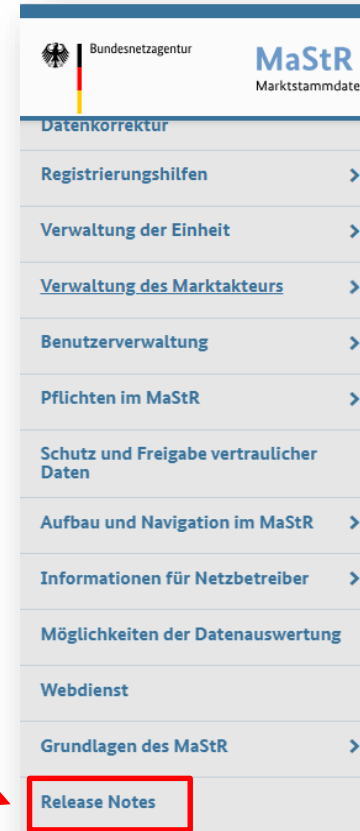 Bundesnetzagentur
MaStR
Marktstammdate
Datenkorrektur
Registrierungshilfen
Verwaltung der Einheit
Verwaltung des Marktakteurs
Benutzerverwaltung
Pflichten im MaStR
Schutz und Freigabe vertraulicher
Daten
Aufbau und Navigation im MaStR
Informationen für Netzbetreiber
Möglichkeiten der Datenauswertung
Webdienst
Grundlagen des MaStR
Release Notes